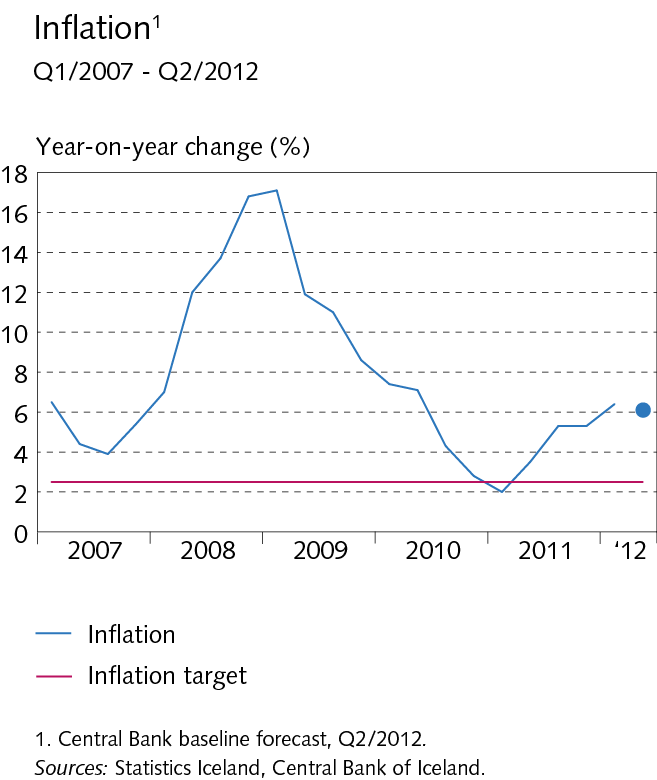 Inflation¹
Q1/2007 - Q2/2012
Year-on-year change (%)
18
16
14
12
10
8
6
4
2
0
2007 2008 2009 2010 2011 ‘12
Inflation
Inflation target
1. Central Bank baseline forecast, Q2/2012.
Sources: Statistics Iceland, Central Bank of Iceland.